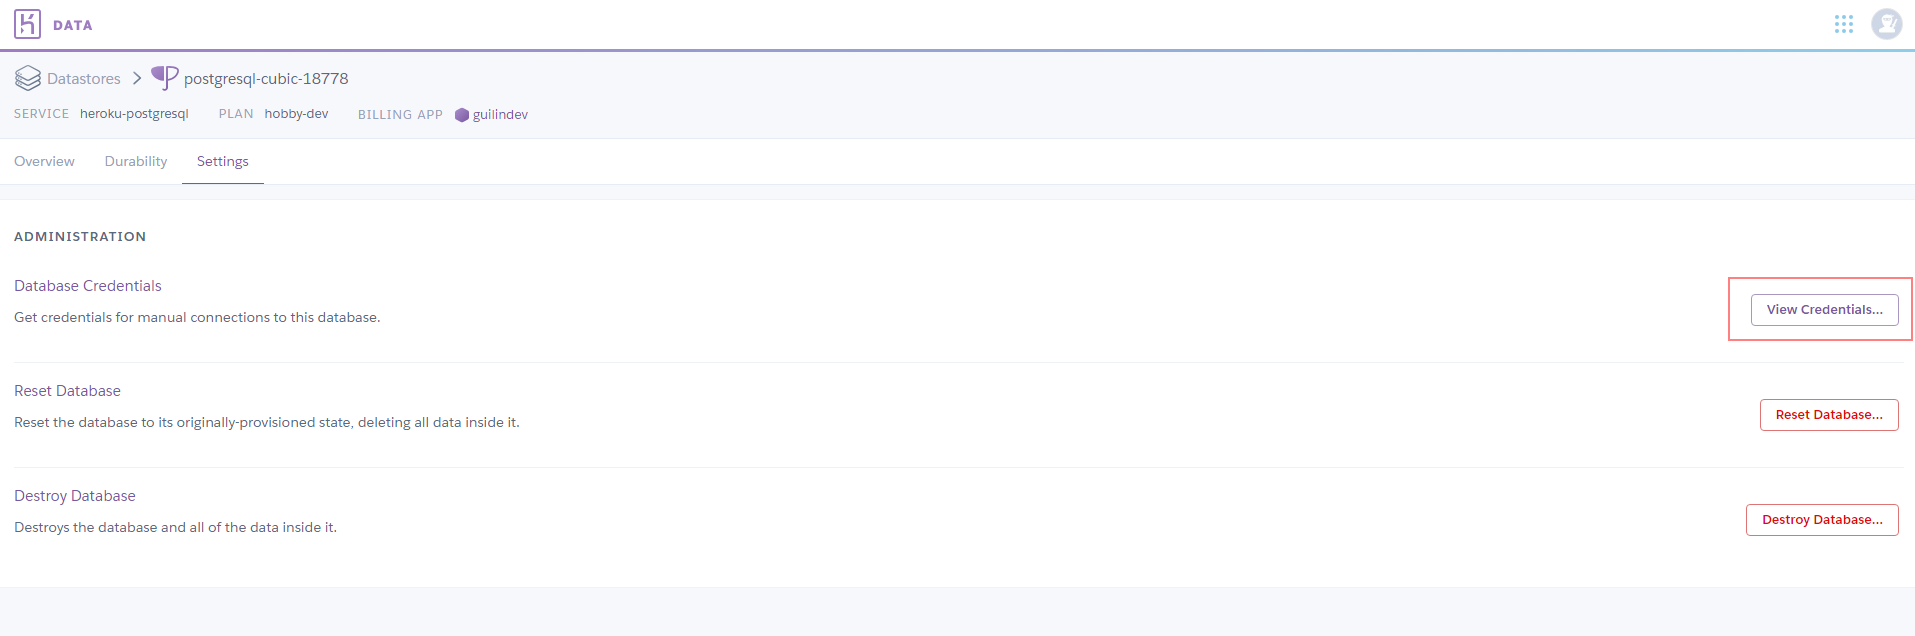 DATA
Datastores postgresql-cubic-18778
SERVICE heroku-postgresql PLAN hobby-dev BILLING APP guilindev
Overview Durability Settings
ADMINISTRATION
Database Credentials
Get credentials for manual connections to this database.
View Credentials...
Reset Database
Reset the database to its originally-provisioned state, deleting all data inside it.
Reset Database...
Destroy Database
Destroys the database and all of the data inside it.
Destroy Database...